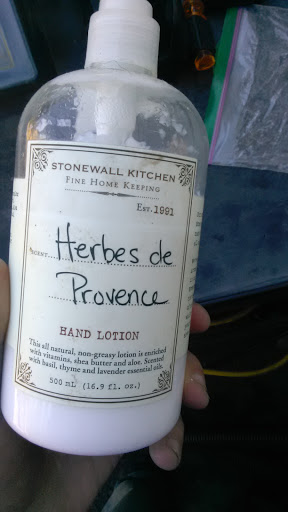 STONEWALL KITCHEN
FINE HOME KEEPING
EST. 1991
Herbes de
Provence
HAND LOTION
This all natural, non-greasy lotion is enriched
with vitamins, shea butter and aloe. Scented
with basil, thyme and lavender essential oils.
500 mL (16.9 fl. oz.)